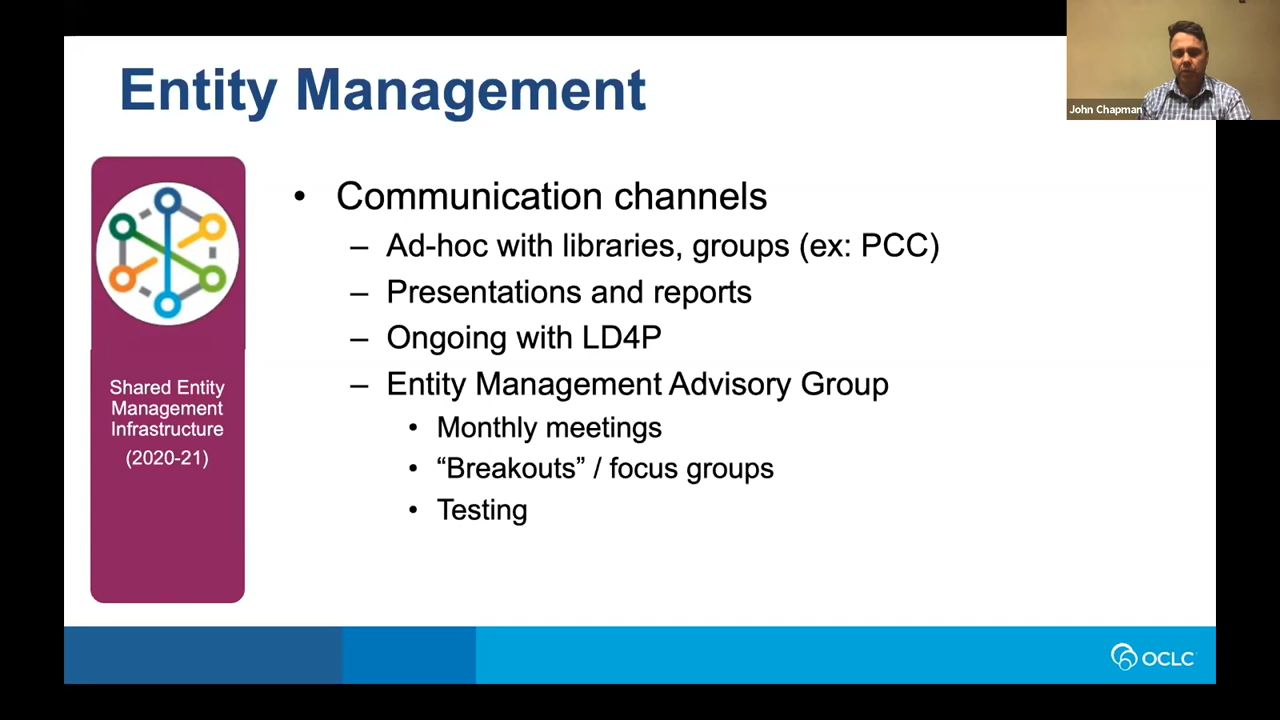 Entity Management
John Chapman
Shared Entity
Management
Infrastructure
(2020-21)
• Communication channels
– Ad-hoc with libraries, groups (ex: PCC)
– Presentations and reports
– Ongoing with LD4P
– Entity Management Advisory Group
• Monthly meetings
• “Breakouts” / focus groups
• Testing
OCLC